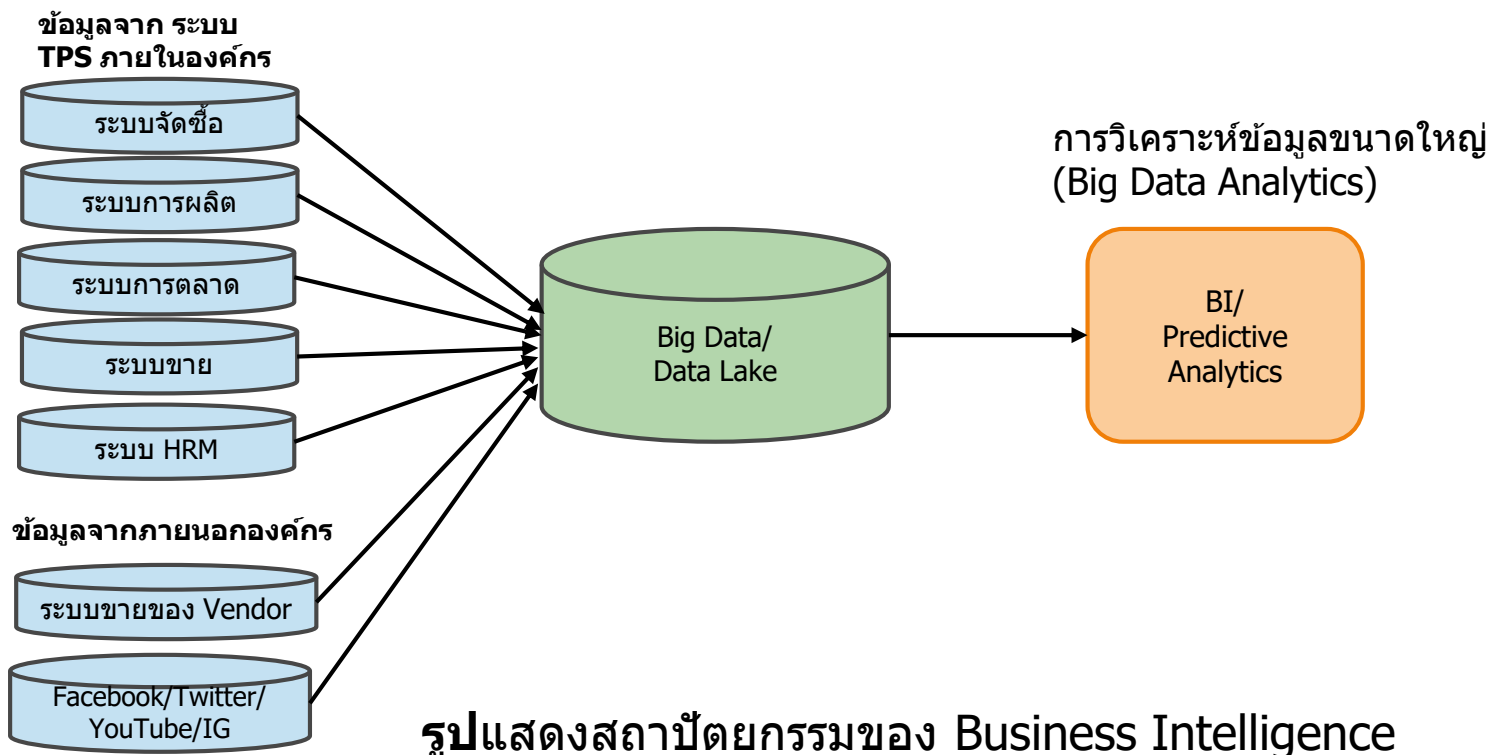 ข้อมูลจาก ระบบ
TPS ภายในองค์กร
ระบบจัดซื้อ
ระบบการผลิต
ระบบการตลาด
ระบบขาย
ระบบ HRM
ข้อมูลจากภายนอกองค์กร
ระบบขายของ Vendor
Facebook/Twitter/
YouTube/IG
Big Data/
Data Lake
การวิเคราะห์ข้อมูลขนาดใหญ่
(Big Data Analytics)
BI/
Predictive
Analytics
รูปแสดงสถาปัตยกรรมของ Business Intelligence